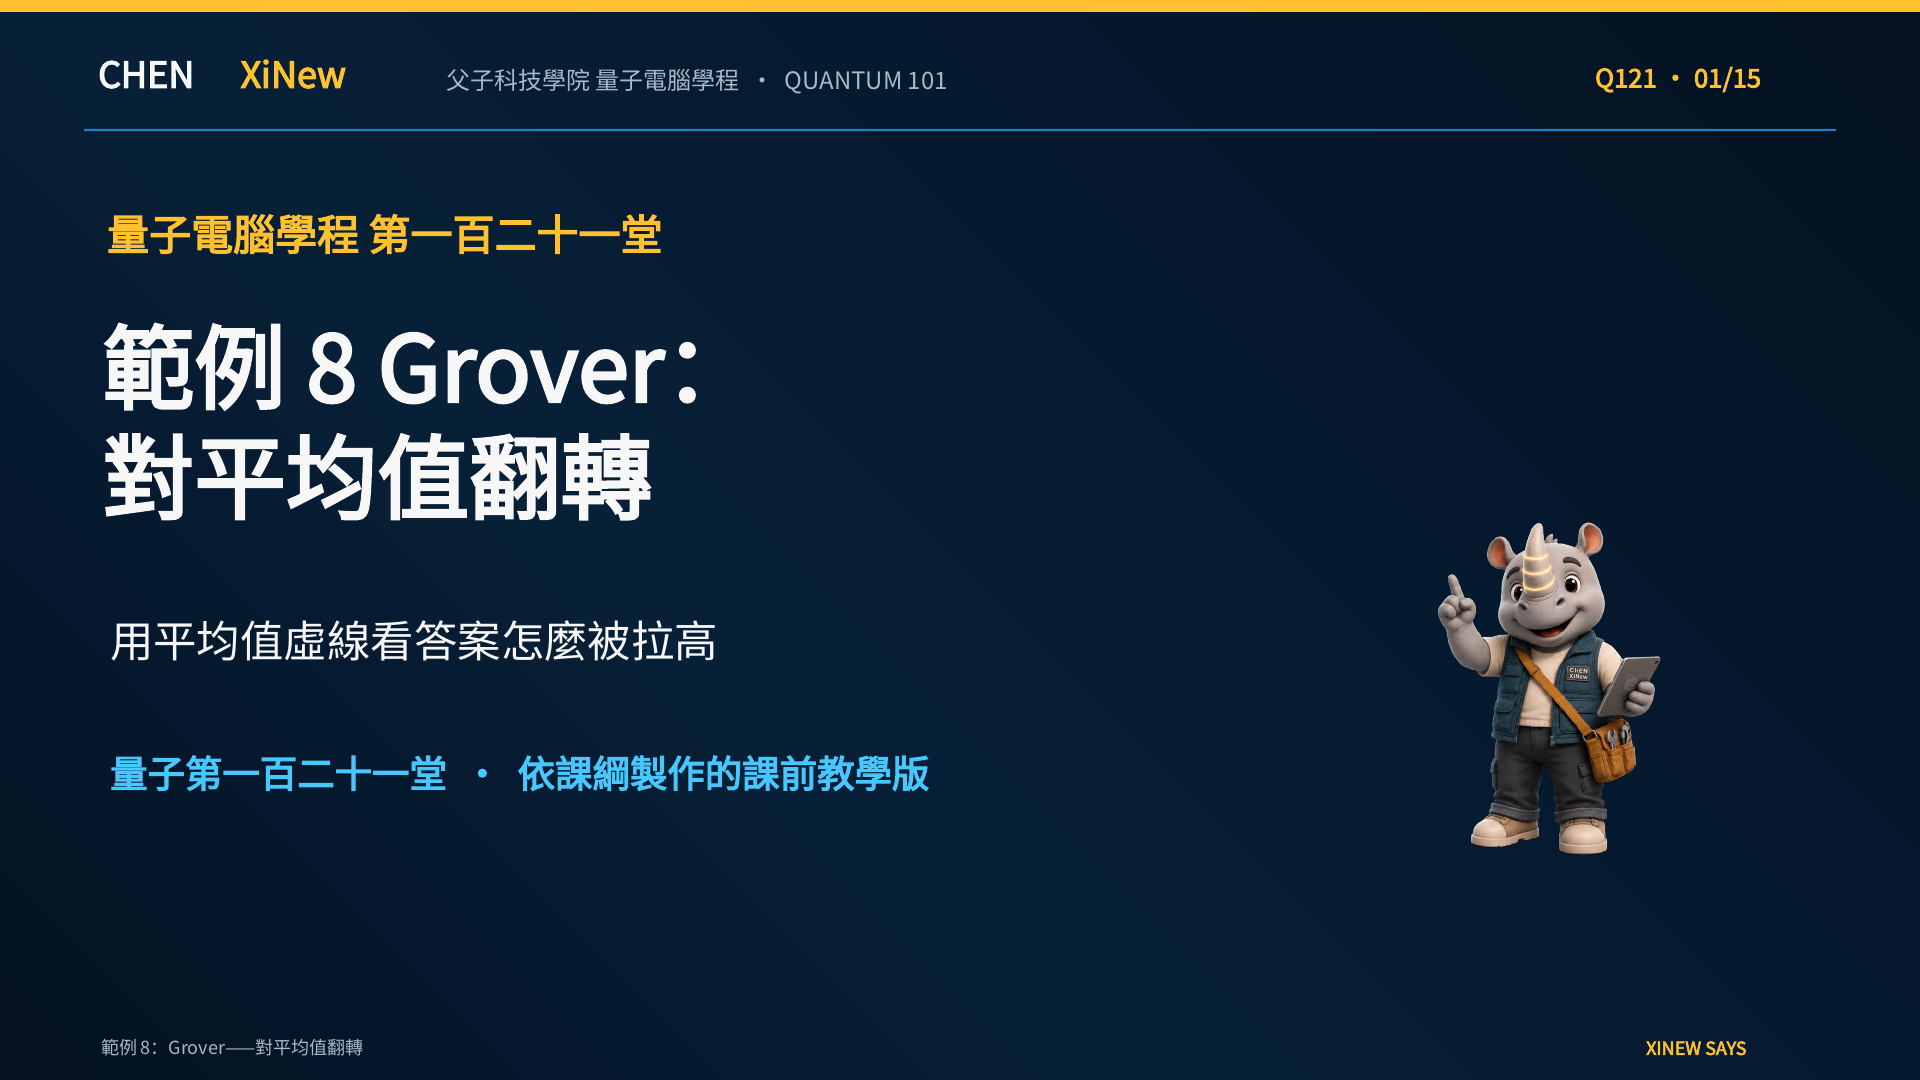 CHEN XiNew 父子科技學院 量子電腦學程 • QUANTUM 101 Q121 • 01/15
量子電腦學程 第一百二十一堂
範例 8 Grover：
對平均值翻轉
用平均值虛線看答案怎麼被拉高
CHEN
XiNew
量子第一百二十一堂 • 依課綱製作的課前教學版
範例 8：Grover——對平均值翻轉 XINEW SAYS